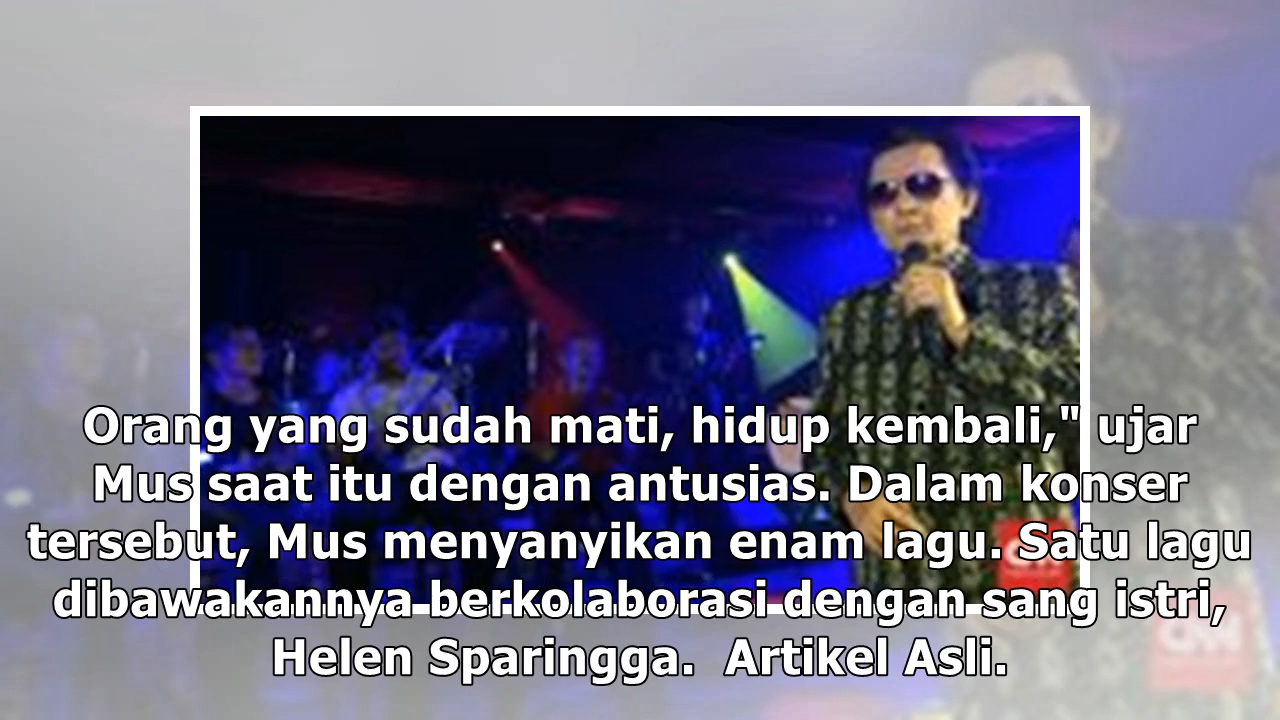 Orang yang sudah mati, hidup kembali," ujar
Mus saat itu dengan antusias. Dalam konser
tersebut, Mus menyanyikan enam lagu. Satu lagu
dibawakannya berkolaborasi dengan sang istri,
Helen Sparingga.  Artikel Asli.